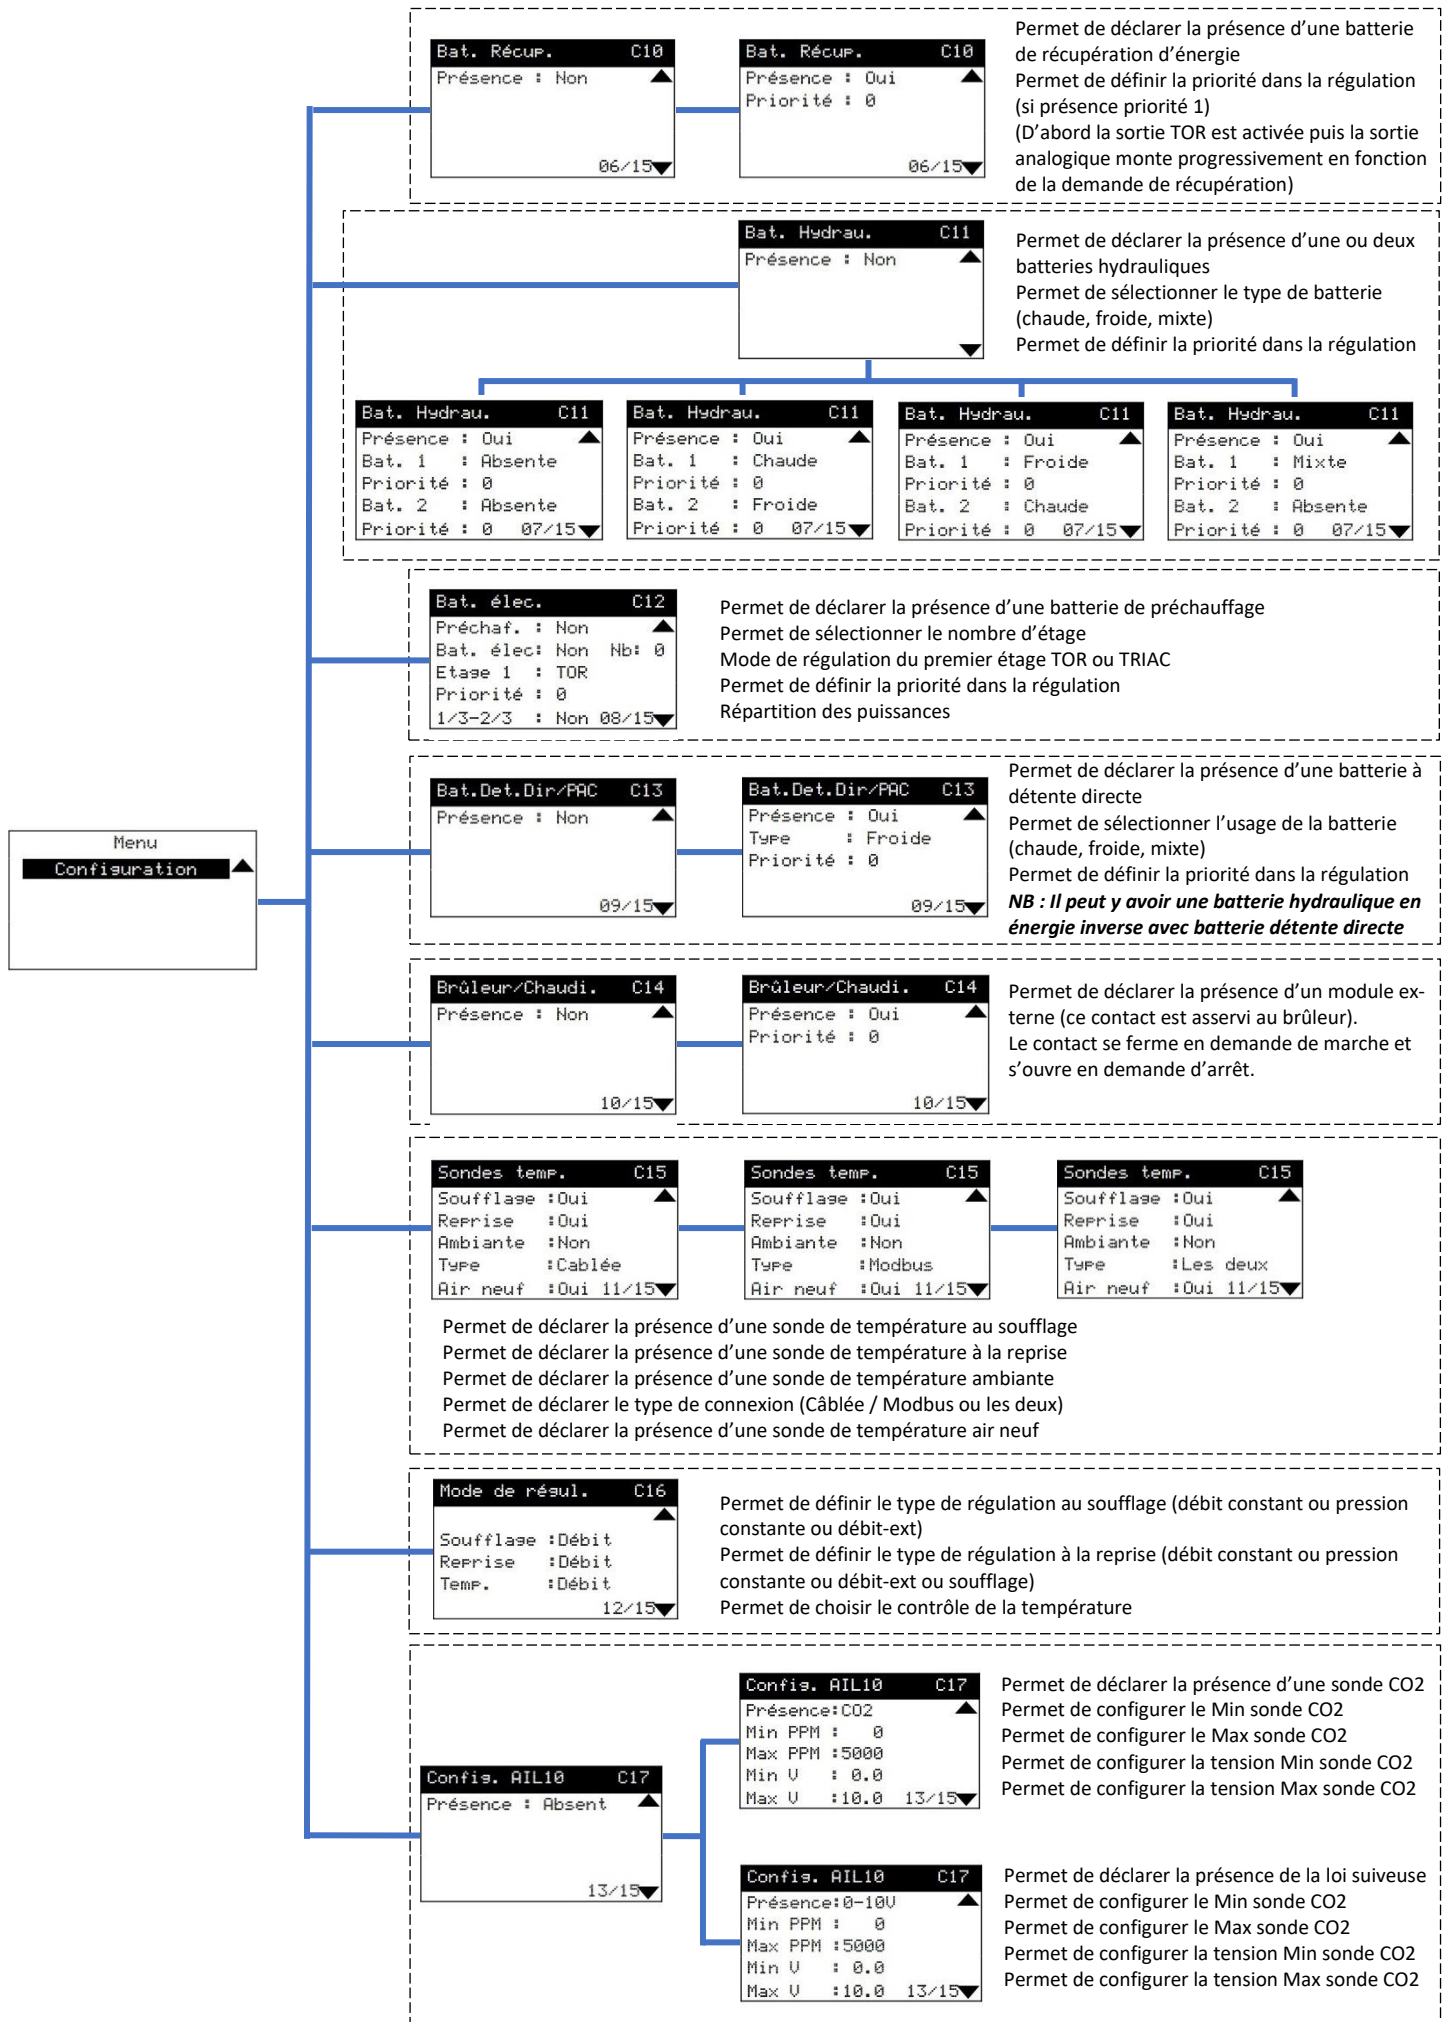 Menu
Configuration
Bat. Récup. C10
Présence : Non
06/15
Bat. Récup. C10
Présence : Oui
Priorité : 0
06/15
Permet de déclarer la présence d’une batterie
de récupération d’énergie
Permet de définir la priorité dans la régulation
(si présence priorité 1)
(D’abord la sortie TOR est activée puis la sortie
analogique monte progressivement en fonction
de la demande de récupération)
Bat. Hydrau. C11
Présence : Non
Permet de déclarer la présence d’une ou deux
batteries hydrauliques
Permet de sélectionner le type de batterie
(chaude, froide, mixte)
Permet de définir la priorité dans la régulation
Bat. Hydrau. C11
Présence : Oui
Bat. 1 : Absente
Priorité : 0
Bat. 2 : Absente
Priorité : 0 07/15
Bat. Hydrau. C11
Présence : Oui
Bat. 1 : Chaude
Priorité : 0
Bat. 2 : Froide
Priorité : 0 07/15
Bat. Hydrau. C11
Présence : Oui
Bat. 1 : Froide
Priorité : 0
Bat. 2 : Chaude
Priorité : 0 07/15
Bat. Hydrau. C11
Présence : Oui
Bat. 1 : Mixte
Priorité : 0
Bat. 2 : Absente
Priorité : 0 07/15
Bat. élec. C12
Préchaf. : Non
Bat. élec: Non Nb: 0
Etage 1 : TOR
Priorité : 0
1/3-2/3 : Non 08/15
Permet de déclarer la présence d’une batterie de préchauffage
Permet de sélectionner le nombre d’étage
Mode de régulation du premier étage TOR ou TRIAC
Permet de définir la priorité dans la régulation
Répartition des puissances
Bat.Det.Dir/PAC C13
Présence : Non
09/15
Bat.Det.Dir/PAC C13
Présence : Oui
Type : Froide
Priorité : 0
09/15
Permet de déclarer la présence d’une batterie à
détente directe
Permet de sélectionner l’usage de la batterie
(chaude, froide, mixte)
Permet de définir la priorité dans la régulation
NB : Il peut y avoir une batterie hydraulique en
énergie inverse avec batterie détente directe
Brûleur/Chaudi. C14
Présence : Non
10/15
Brûleur/Chaudi. C14
Présence : Oui
Priorité : 0
10/15
Permet de déclarer la présence d’un module ex-
terne (ce contact est asservi au brûleur).
Le contact se ferme en demande de marche et
s’ouvre en demande d’arrêt.
Sondes temp. C15
Soufflage :Oui
Reprise :Oui
Ambiante :Non
Type :Cablée
Air neuf :Oui 11/15
Sondes temp. C15
Soufflage :Oui
Reprise :Oui
Ambiante :Non
Type :Modbus
Air neuf :Oui 11/15
Sondes temp. C15
Soufflage :Oui
Reprise :Oui
Ambiante :Non
Type :Les deux
Air neuf :Oui 11/15
Permet de déclarer la présence d’une sonde de température au soufflage
Permet de déclarer la présence d’une sonde de température à la reprise
Permet de déclarer la présence d’une sonde de température ambiante
Permet de déclarer le type de connexion (Câblée / Modbus ou les deux)
Permet de déclarer la présence d’une sonde de température air neuf
Mode de régul. C16
Soufflage :Débit
Reprise :Débit
Temp. :Débit
12/15
Permet de définir le type de régulation au soufflage (débit constant ou pression
constante ou débit-ext)
Permet de définir le type de régulation à la reprise (débit constant ou pression
constante ou débit-ext ou soufflage)
Permet de choisir le contrôle de la température
Config. AIL10 C17
Présence : Absent
13/15
Config. AIL10 C17
Présence:CO2
Min PPM : 0
Max PPM :5000
Min V : 0.0
Max V :10.0 13/15
Permet de déclarer la présence d’une sonde CO2
Permet de configurer le Min sonde CO2
Permet de configurer le Max sonde CO2
Permet de configurer la tension Min sonde CO2
Permet de configurer la tension Max sonde CO2
Config. AIL10 C17
Présence:0-10V
Min PPM : 0
Max PPM :5000
Min V : 0.0
Max V :10.0 13/15
Permet de déclarer la présence de la loi suiveuse
Permet de configurer le Min sonde CO2
Permet de configurer le Max sonde CO2
Permet de configurer la tension Min sonde CO2
Permet de configurer la tension Max sonde CO2